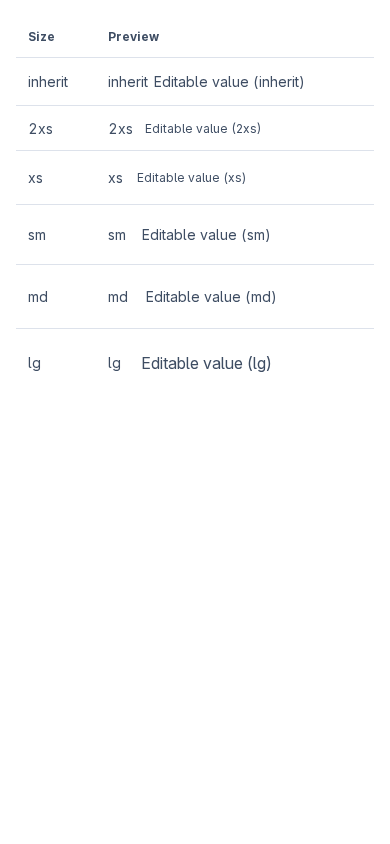 Size Preview
inherit inherit Editable value (inherit)
2xs 2xs Editable value (2xs)
xs xs Editable value (xs)
sm sm Editable value (sm)
md md Editable value (md)
lg lg Editable value (lg)